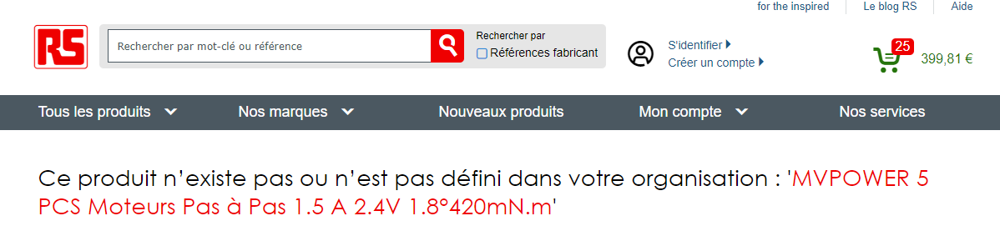 for the inspired Le blog RS Aide
RS
Rechercher par mot-clé ou référence
Rechercher par
Références fabricant
S'identifier
Créer un compte
25
399,81 €
Tous les produits Nos marques Nouveaux produits Mon compte Nos services
Ce produit n’existe pas ou n’est pas défini dans votre organisation : 'MVPOWER 5
PCS Moteurs Pas à Pas 1.5 A 2.4V 1.8°420mN.m'